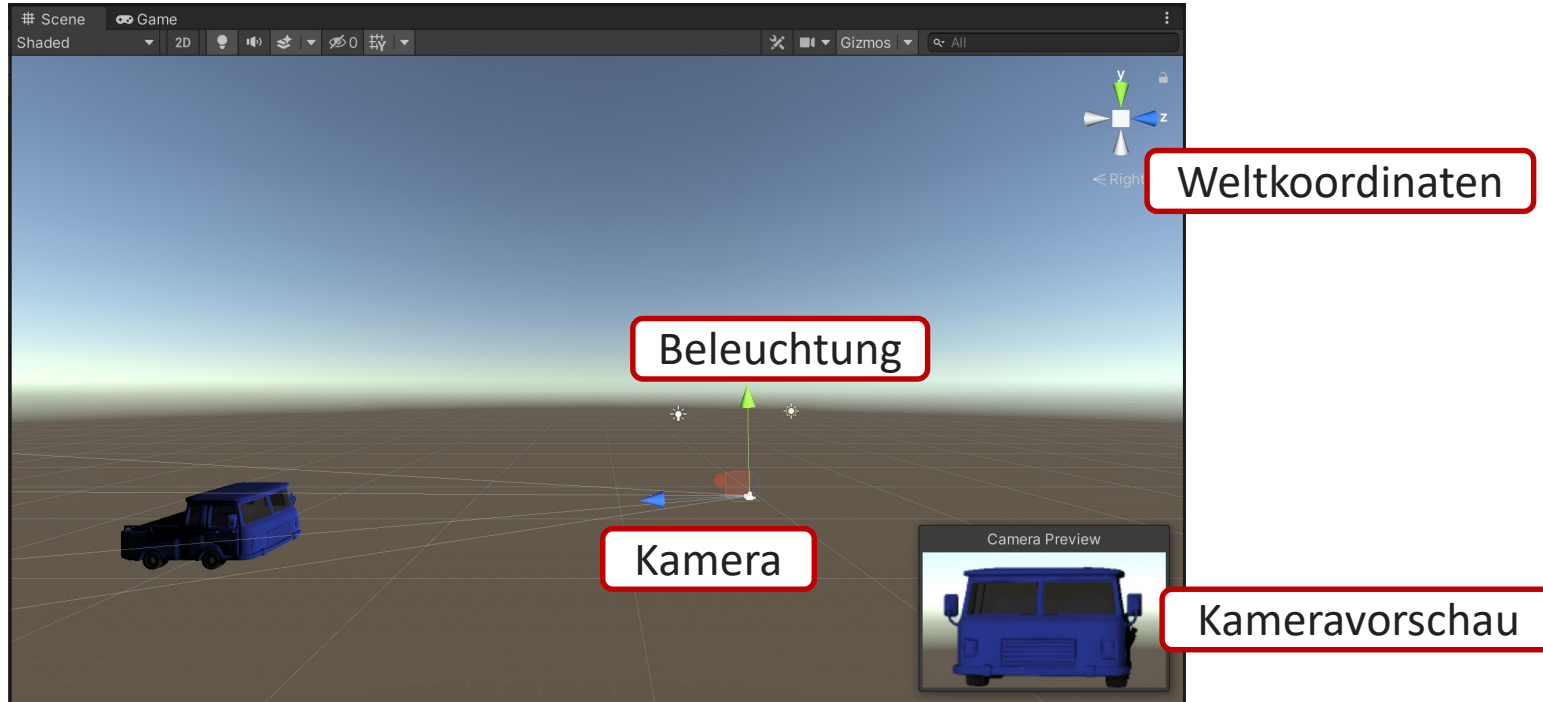 Scene Game
Shaded 2D 0 Gizmos All
y
z
Right
Weltkoordinaten
Beleuchtung
Kamera
Camera Preview
Kameravorschau